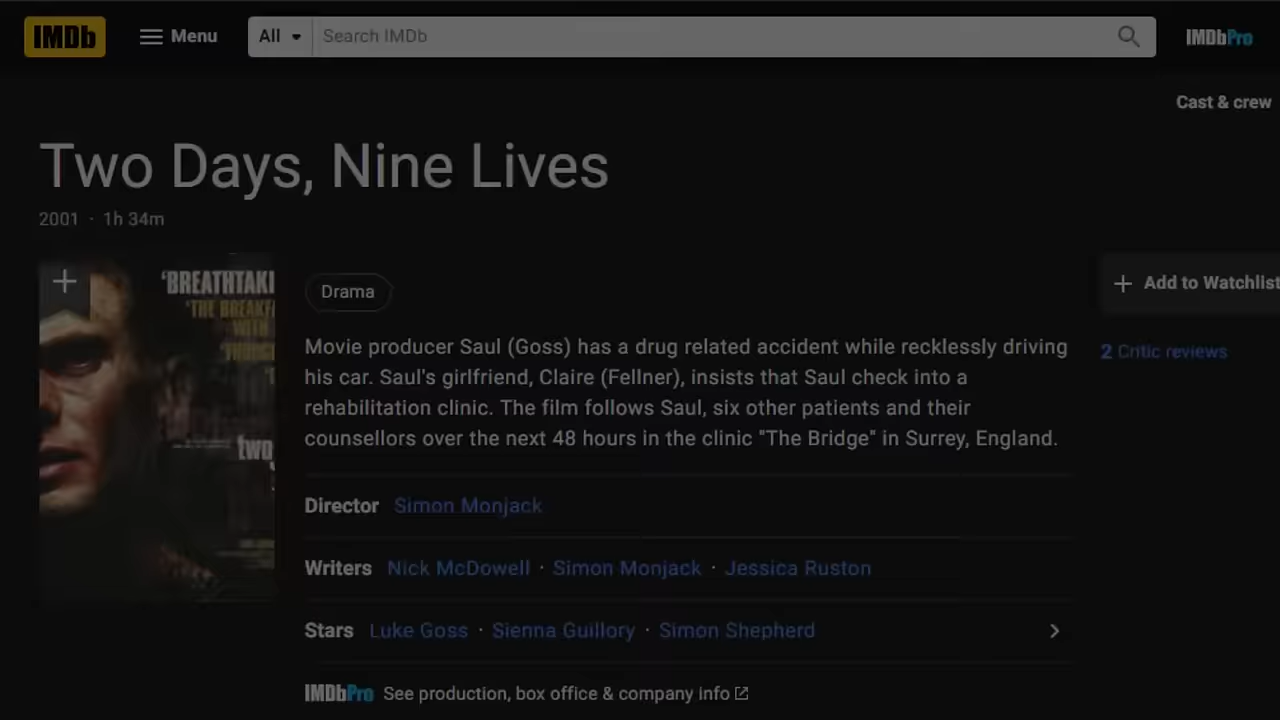 IMDb Menu All Search IMDb IMDbPro
Cast & crew
Two Days, Nine Lives
2001 · 1h 34m
'BREATHTAKI
'THE BREAKF
WITH
two
Drama
Movie producer Saul (Goss) has a drug related accident while recklessly driving
his car. Saul's girlfriend, Claire (Fellner), insists that Saul check into a
rehabilitation clinic. The film follows Saul, six other patients and their
counsellors over the next 48 hours in the clinic "The Bridge" in Surrey, England.
+ Add to Watchlist
2 Critic reviews
Director Simon Monjack
Writers Nick McDowell · Simon Monjack · Jessica Ruston
Stars Luke Goss · Sienna Guillory · Simon Shepherd
IMDbPro See production, box office & company info